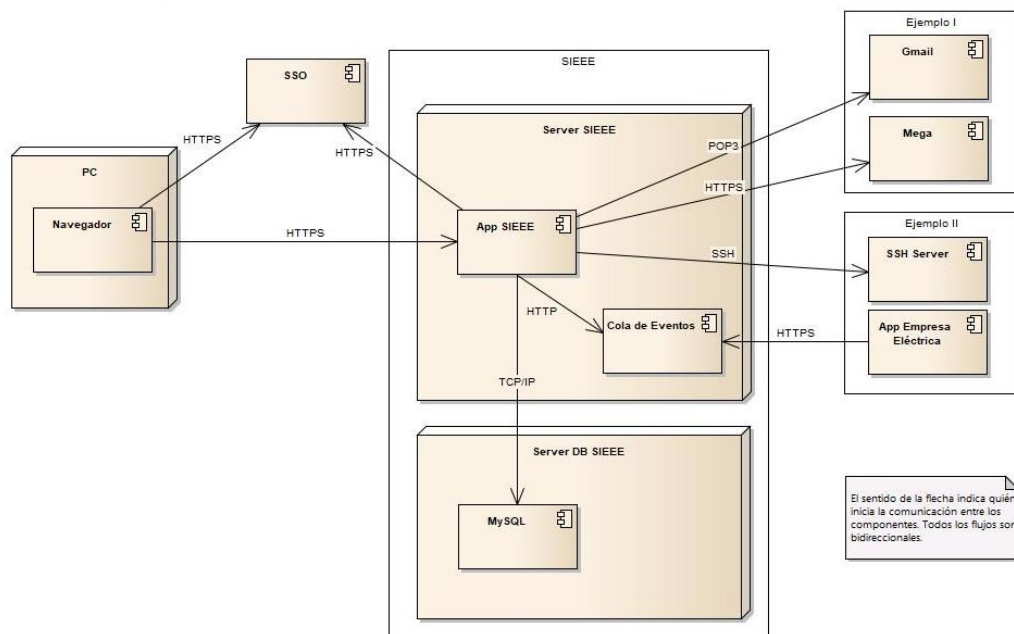 Ejemplo I
Gmail
SSO
SIEEE
Mega
Server SIEEE
HTTPS
HTTPS
POP3
HTTPS
PC
Navegador
App SIEEE
HTTPS
Ejemplo II
SSH
SSH Server
HTTP
Cola de Eventos
HTTPS
App Empresa
Eléctrica
TCP/IP
Server DB SIEEE
MySQL
El sentido de la flecha indica quién
inicia la comunicación entre los
componentes. Todos los flujos son
bidireccionales.